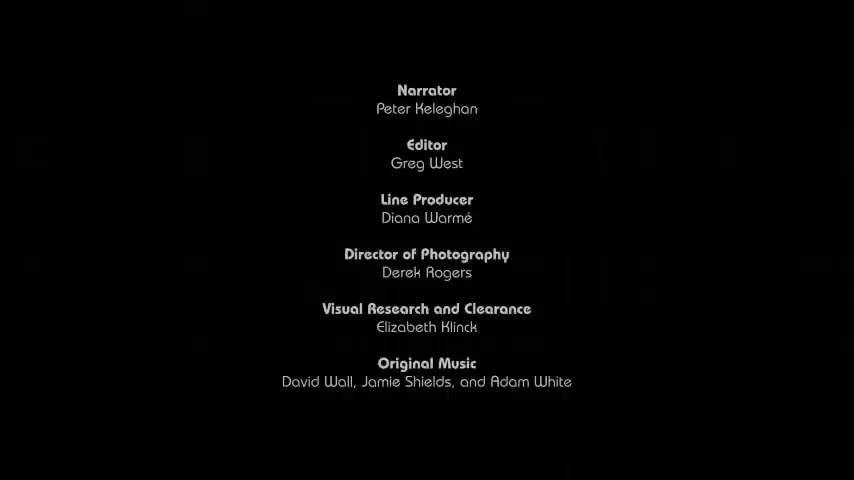 Narrator
Peter Keleghan
Editor
Greg West
Line Producer
Diana Warmé
Director of Photography
Derek Rogers
Visual Research and Clearance
Elizabeth Klinck
Original Music
David Wall, Jamie Shields, and Adam White